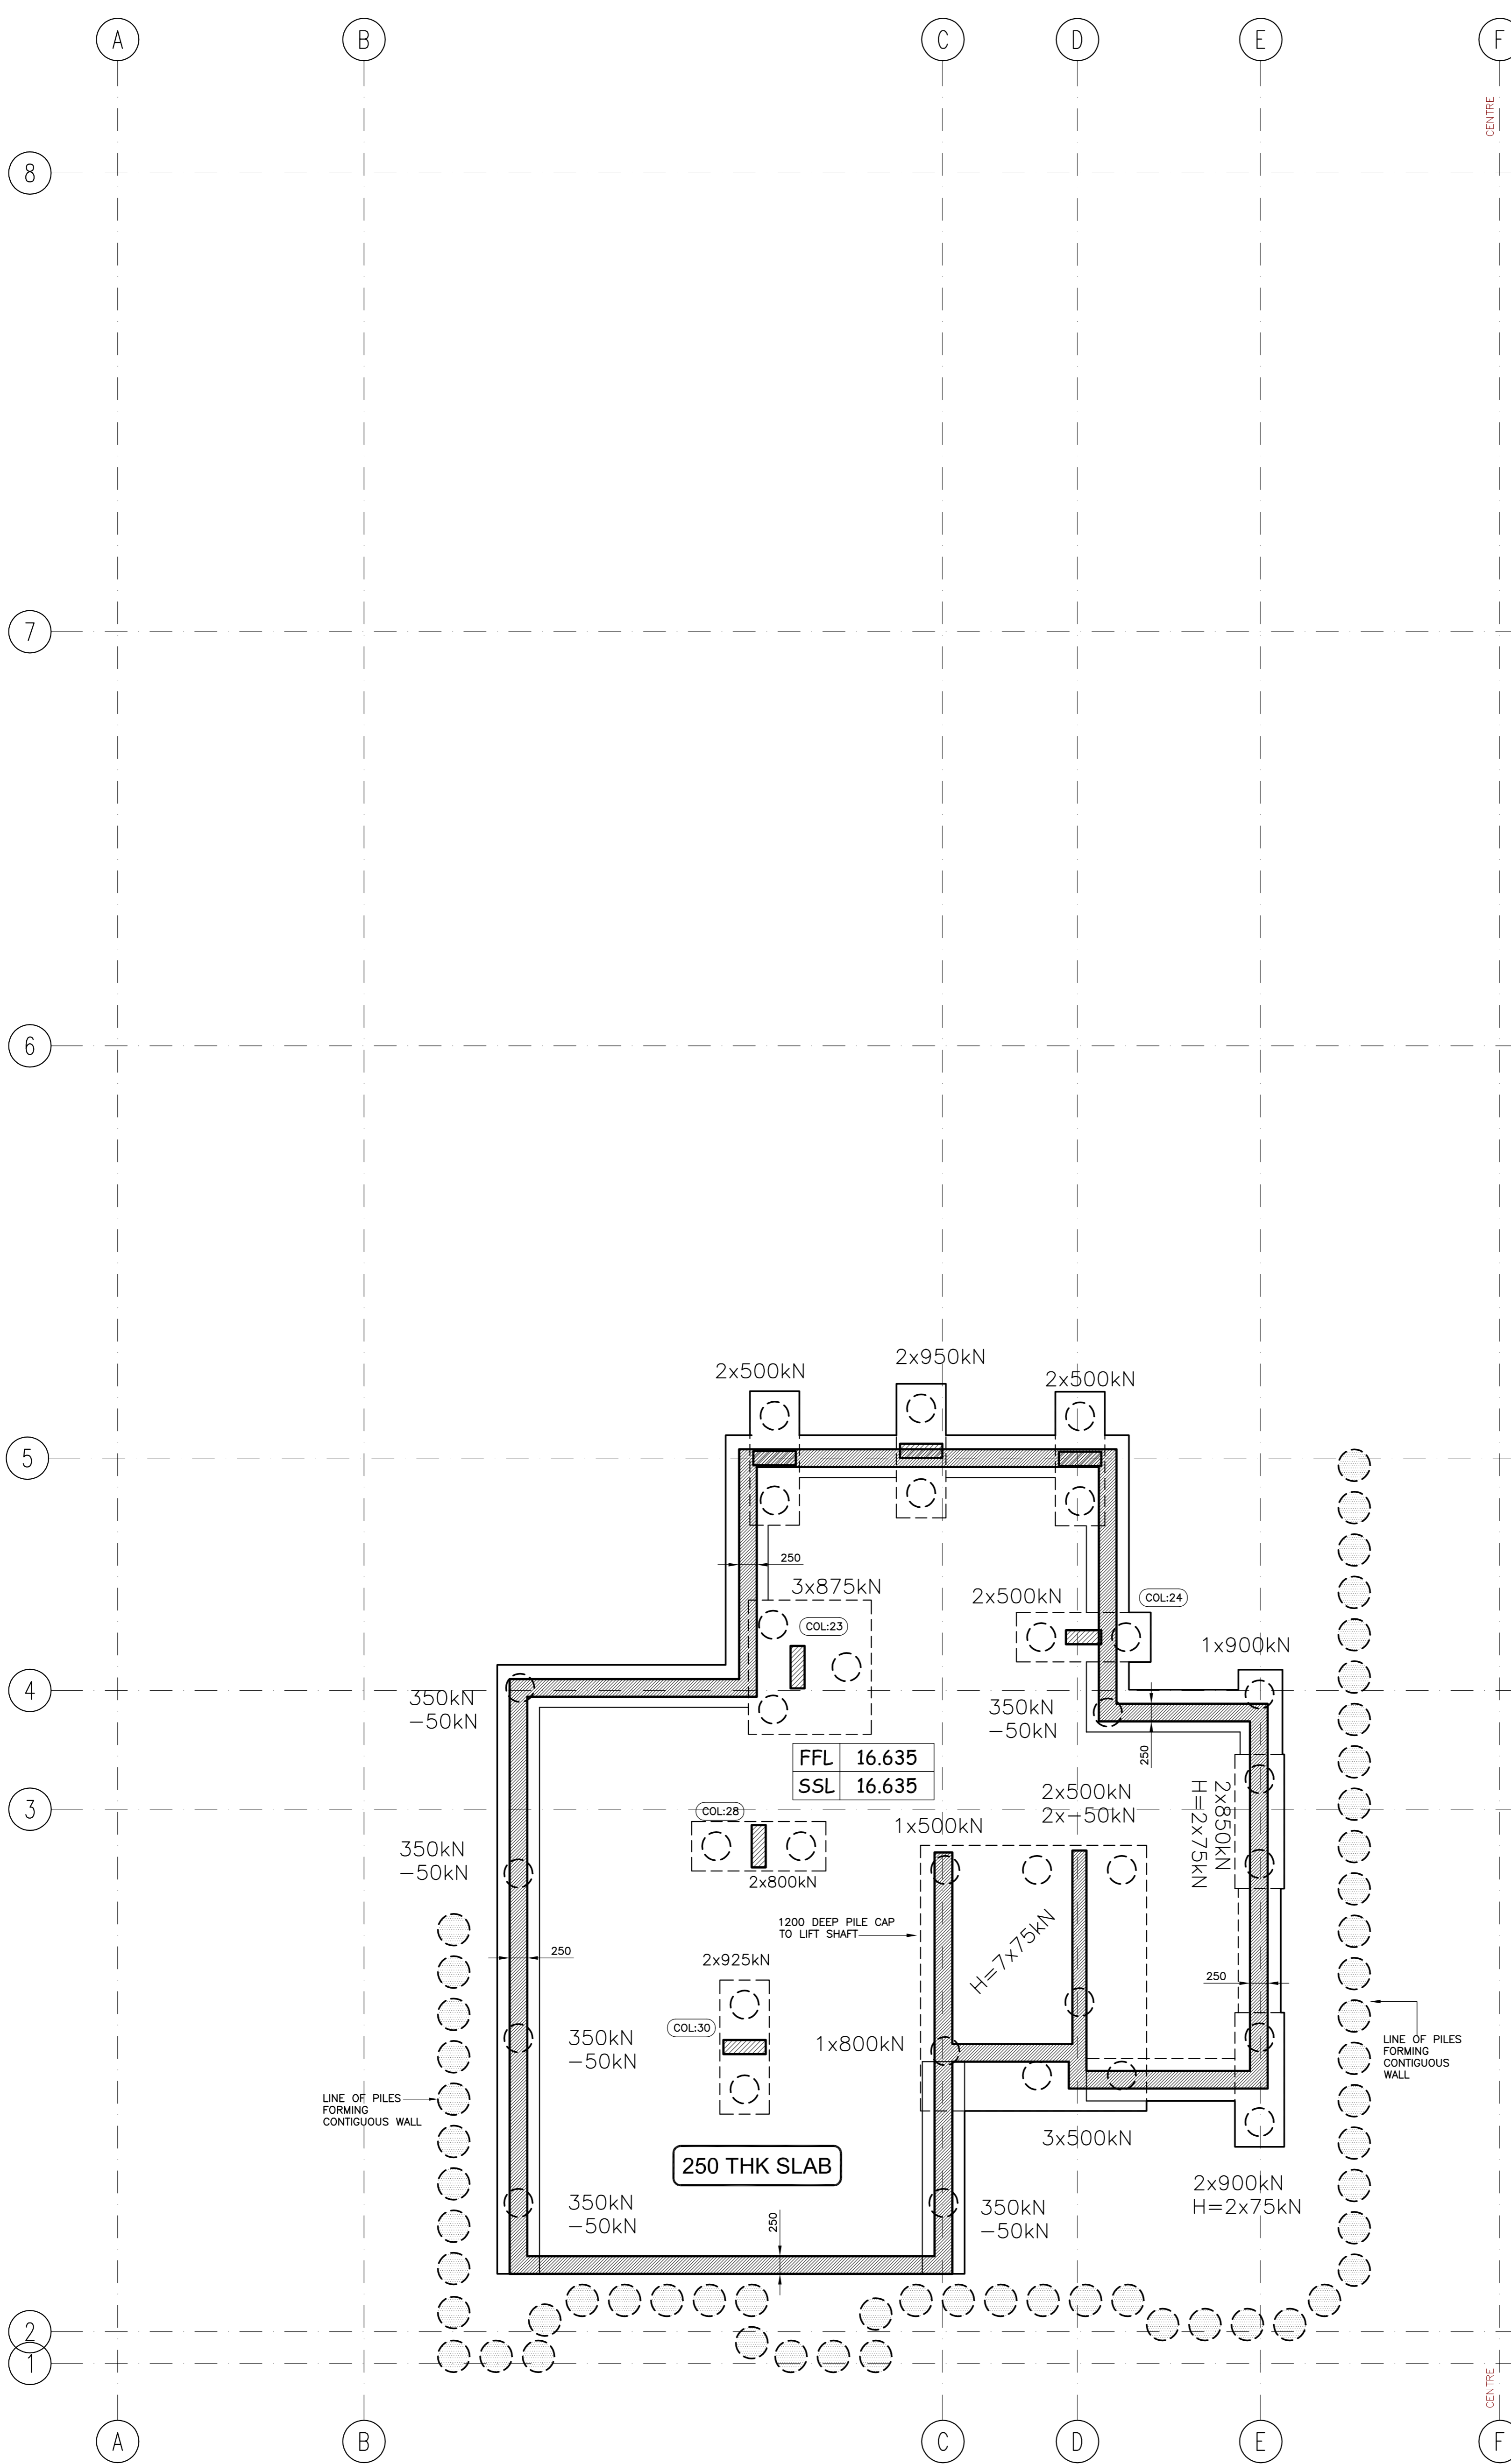 A
B
C
D
E
F
CENTRE
8
7
6
2x500kN
2x950kN
2x500kN
5
250
3x875kN
2x500kN
COL:24
COL:23
1x900kN
4
350kN
-50kN
350kN
-50kN
250
FFL 16.635
SSL 16.635
3
2x500kN
2x-50kN
2x850kN
H=2x75kN
COL:28
1x500kN
350kN
-50kN
2x800kN
1200 DEEP PILE CAP
TO LIFT SHAFT
H=7x75kN
250
2x925kN
250
COL:30
350kN
-50kN
1x800kN
LINE OF PILES
FORMING
CONTIGUOUS
WALL
LINE OF PILES
FORMING
CONTIGUOUS WALL
3x500kN
250 THK SLAB
2x900kN
H=2x75kN
350kN
-50kN
350kN
-50kN
250
2
1
CENTRE
A
B
C
D
E
F